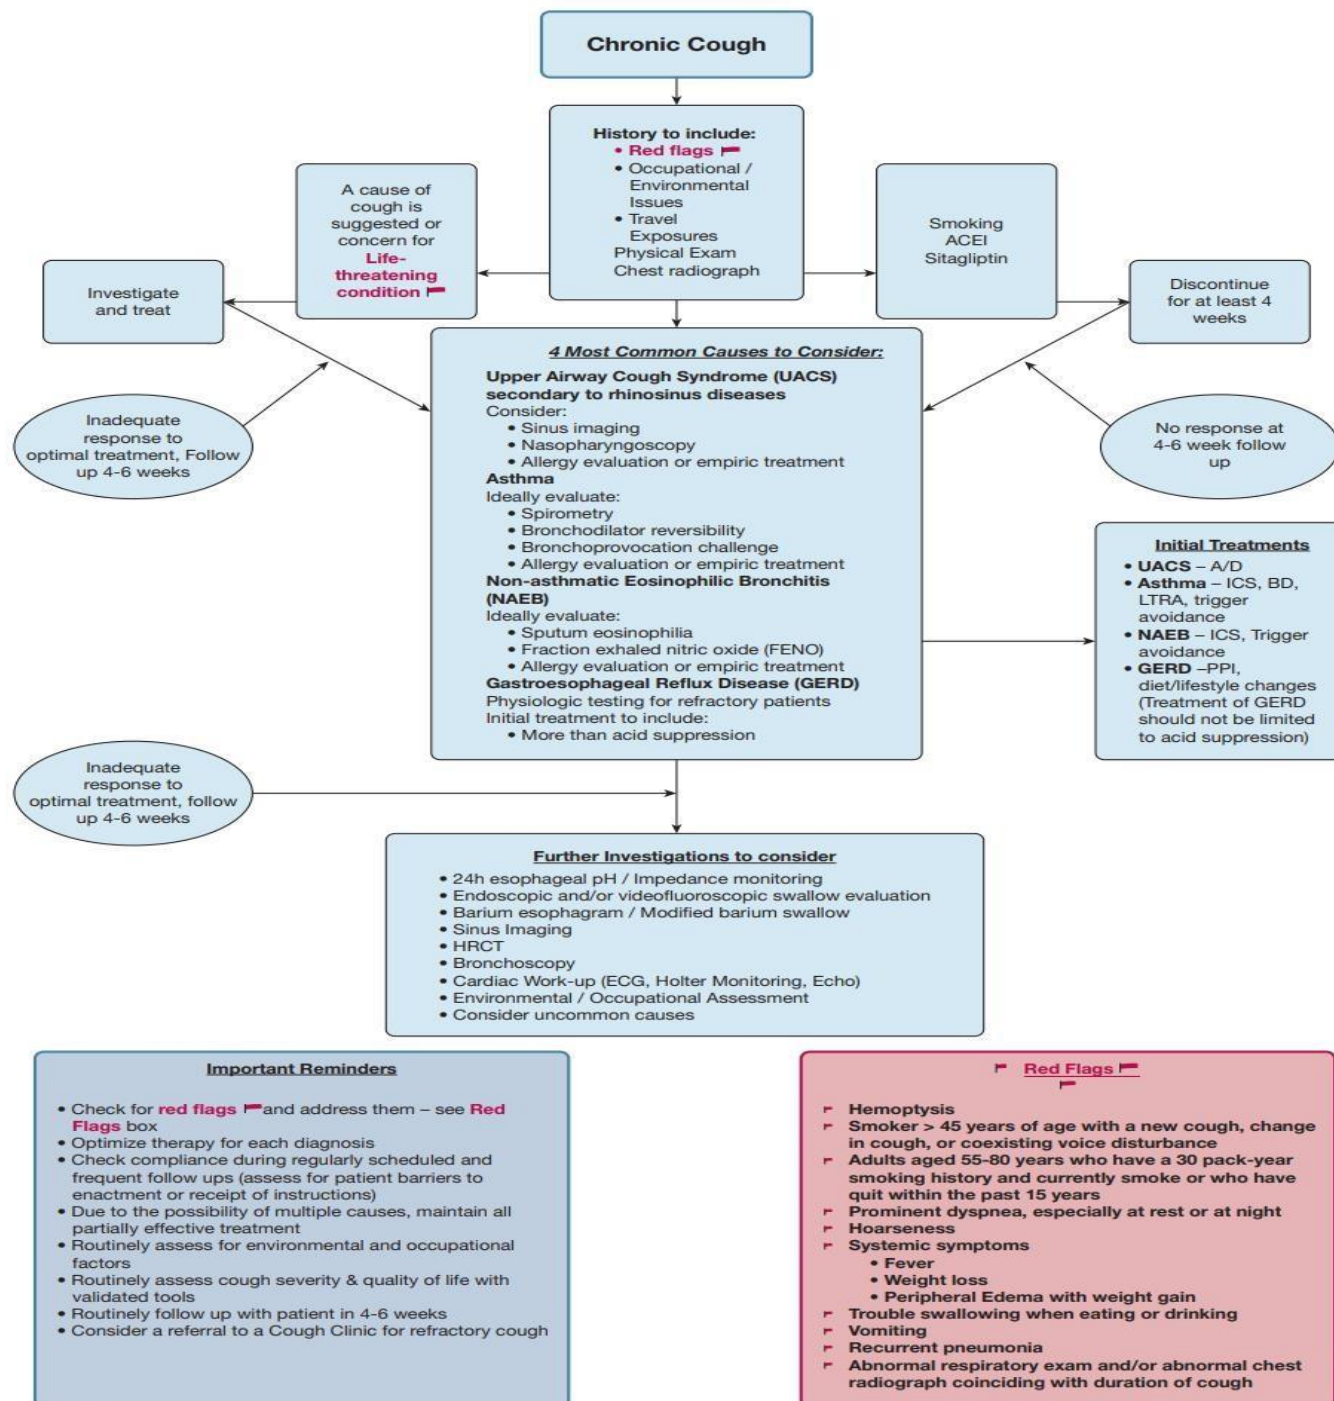 Chronic Cough
History to include:
• Red flags
• Occupational /
Environmental
Issues
• Travel
Exposures
Physical Exam
Chest radiograph
A cause of
cough is
suggested or
concern for
Life-
threatening
condition
Smoking
ACEI
Sitagliptin
Investigate
and treat
Discontinue
for at least 4
weeks
Inadequate
response to
optimal treatment, Follow
up 4-6 weeks
No response at
4-6 week follow
up
4 Most Common Causes to Consider:
Upper Airway Cough Syndrome (UACS)
secondary to rhinosinus diseases
Consider:
• Sinus imaging
• Nasopharyngoscopy
• Allergy evaluation or empiric treatment
Asthma
Ideally evaluate:
• Spirometry
• Bronchodilator reversibility
• Bronchoprovocation challenge
• Allergy evaluation or empiric treatment
Non-asthmatic Eosinophilic Bronchitis
(NAEB)
Ideally evaluate:
• Sputum eosinophilia
• Fraction exhaled nitric oxide (FENO)
• Allergy evaluation or empiric treatment
Gastroesophageal Reflux Disease (GERD)
Physiologic testing for refractory patients
Initial treatment to include:
• More than acid suppression
Initial Treatments
• UACS – A/D
• Asthma – ICS, BD,
LTRA, trigger
avoidance
• NAEB – ICS, Trigger
avoidance
• GERD –PPI,
diet/lifestyle changes
(Treatment of GERD
should not be limited
to acid suppression)
Inadequate
response to
optimal treatment, follow
up 4-6 weeks
Further Investigations to consider
• 24h esophageal pH / Impedance monitoring
• Endoscopic and/or videofluoroscopic swallow evaluation
• Barium esophagram / Modified barium swallow
• Sinus Imaging
• HRCT
• Bronchoscopy
• Cardiac Work-up (ECG, Holter Monitoring, Echo)
• Environmental / Occupational Assessment
• Consider uncommon causes
Important Reminders
• Check for red flags and address them – see Red
Flags box
• Optimize therapy for each diagnosis
• Check compliance during regularly scheduled and
frequent follow ups (assess for patient barriers to
enactment or receipt of instructions)
• Due to the possibility of multiple causes, maintain all
partially effective treatment
• Routinely assess for environmental and occupational
factors
• Routinely assess cough severity & quality of life with
validated tools
• Routinely follow up with patient in 4-6 weeks
• Consider a referral to a Cough Clinic for refractory cough
Red Flags
Hemoptysis
Smoker > 45 years of age with a new cough, change
in cough, or coexisting voice disturbance
Adults aged 55-80 years who have a 30 pack-year
smoking history and currently smoke or who have
quit within the past 15 years
Prominent dyspnea, especially at rest or at night
Hoarseness
Systemic symptoms
• Fever
• Weight loss
• Peripheral Edema with weight gain
Trouble swallowing when eating or drinking
Vomiting
Recurrent pneumonia
Abnormal respiratory exam and/or abnormal chest
radiograph coinciding with duration of cough